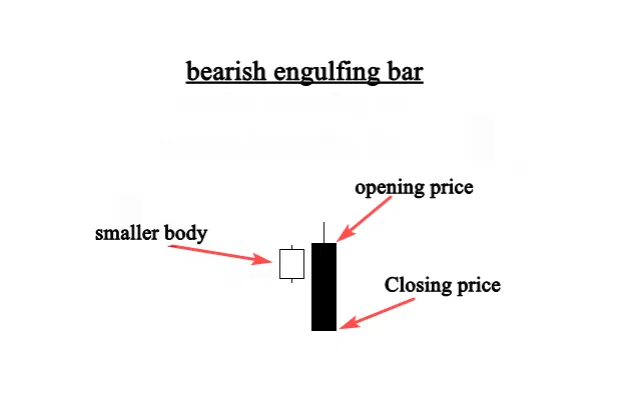 bearish engulfing bar
opening price
smaller body
Closing price